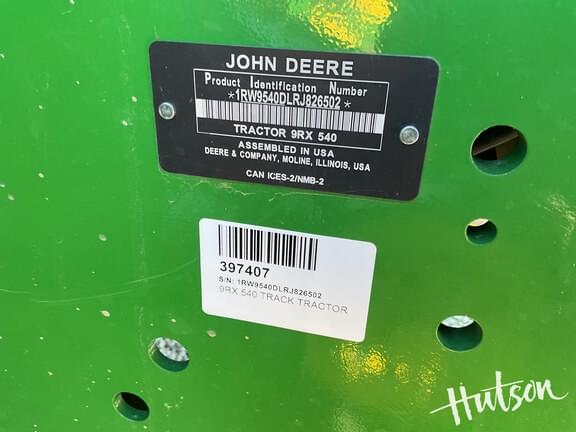 JOHN DEERE
Product Identification Number
*1RW9540DLRJ826502*
TRACTOR 9RX 540
ASSEMBLED IN USA
DEERE & COMPANY, MOLINE, ILLINOIS, USA
CAN ICES-2/NMB-2
397407
S/N: 1RW9540DLRJ826502
9RX 540 TRACK TRACTOR
Hutson